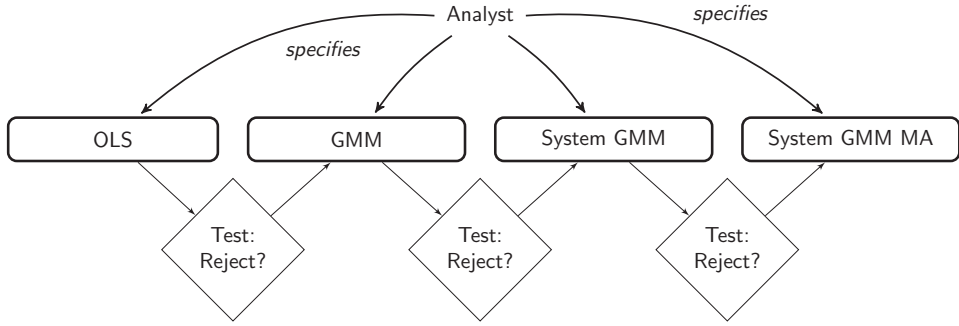 Analyst
specifies
specifies
OLS
GMM
System GMM
System GMM MA
Test:
Reject?
Test:
Reject?
Test:
Reject?